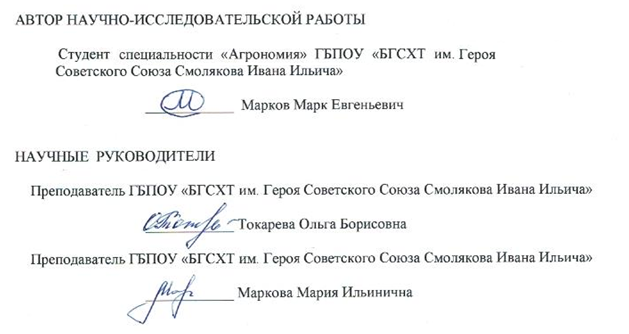 АВТОР НАУЧНО-ИССЛЕДОВАТЕЛЬСКОЙ РАБОТЫ
Студент специальности «Агрономия» ГБПОУ «БГСХТ им. Героя
Советского Союза Смолякова Ивана Ильича»
Марков Марк Евгеньевич
НАУЧНЫЕ РУКОВОДИТЕЛИ
Преподаватель ГБПОУ «БГСХТ им. Героя Советского Союза Смолякова Ивана Ильича»
Токарева Ольга Борисовна
Преподаватель ГБПОУ «БГСХТ им. Героя Советского Союза Смолякова Ивана Ильича»
Маркова Мария Ильинична